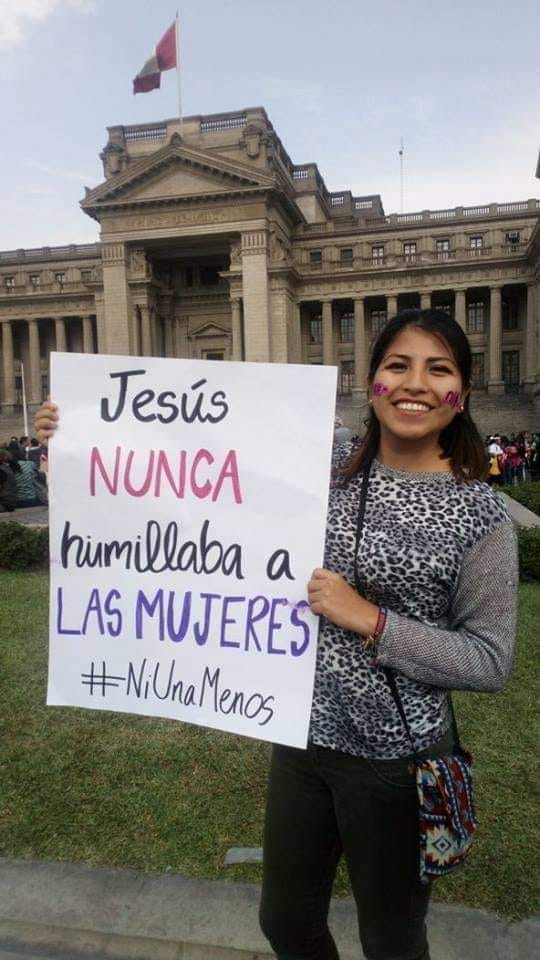 Jesús
NUNCA
humillaba a
LAS MUJERES
#NiUnaMenos